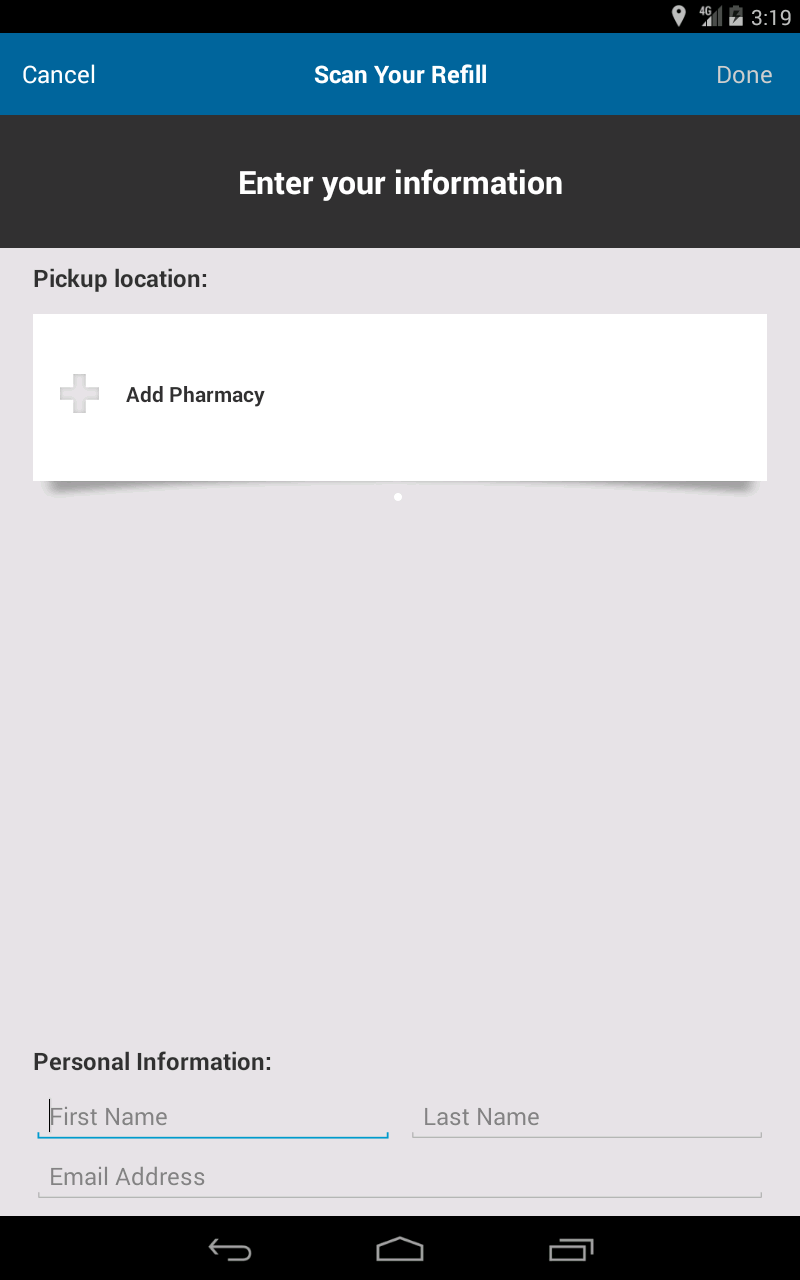 4G 3:19
Cancel Scan Your Refill Done
Enter your information
Pickup location:
Add Pharmacy
Personal Information:
First Name Last Name
Email Address